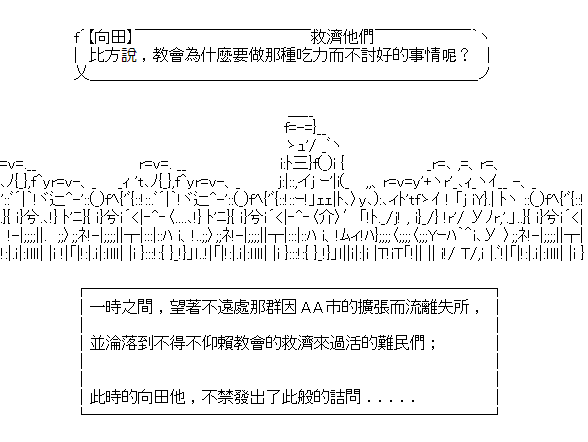 【向田】 救濟他們
比方說，教會為什麼要做那種吃力而不討好的事情呢？
一時之間，望著不遠處那群因ＡＡ市的擴張而流離失所，
並淪落到不得不仰賴教會的救濟來過活的難民們；
此時的向田他，不禁發出了此般的詰問．．．．．